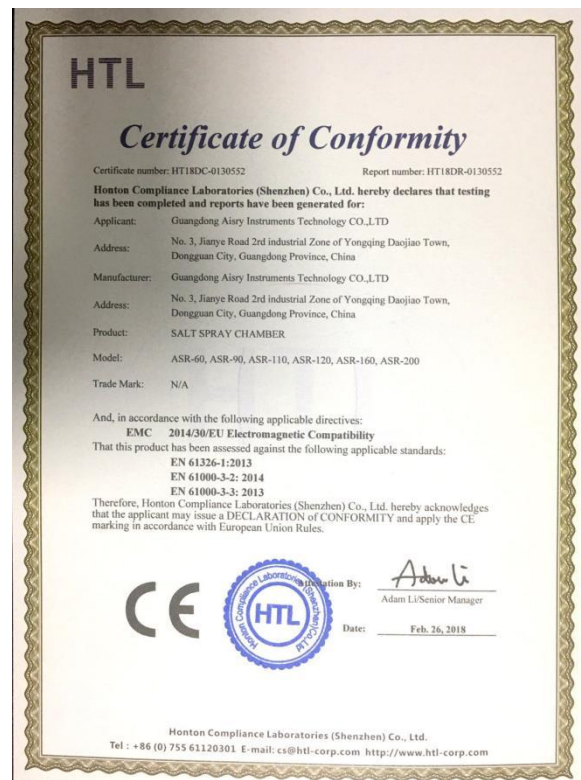 HTL
Certificate of Conformity
Certificate number: HT18DC-0130552 Report number: HT18DR-0130552
Honton Compliance Laboratories (Shenzhen) Co., Ltd. hereby declares that testing
has been completed and reports have been generated for:
Applicant: Guangdong Aisry Instruments Technology CO.,LTD
Address: No. 3, Jianye Road 2rd industrial Zone of Yongqing Daojiao Town,
Dongguan City, Guangdong Province, China
Manufacturer: Guangdong Aisry Instruments Technology CO.,LTD
Address: No. 3, Jianye Road 2rd industrial Zone of Yongqing Daojiao Town,
Dongguan City, Guangdong Province, China
Product: SALT SPRAY CHAMBER
Model: ASR-60, ASR-90, ASR-110, ASR-120, ASR-160, ASR-200
Trade Mark: N/A
And, in accordance with the following applicable directives:
EMC 2014/30/EU Electromagnetic Compatibility
That this product has been assessed against the following applicable standards:
EN 61326-1:2013
EN 61000-3-2: 2014
EN 61000-3-3: 2013
Therefore, Honton Compliance Laboratories (Shenzhen) Co., Ltd. hereby acknowledges
that the applicant may issue a DECLARATION of CONFORMITY and apply the CE
marking in accordance with European Union Rules.
CE
Honton Compliance Laboratories (Shenzhen) Co., Ltd
HTL
Attestation By: Adam Li
Adam Li/Senior Manager
Date: Feb. 26, 2018
Honton Compliance Laboratories (Shenzhen) Co., Ltd.
Tel : +86 (0) 755 61120301 E-mail: cs@htl-corp.com http://www.htl-corp.com